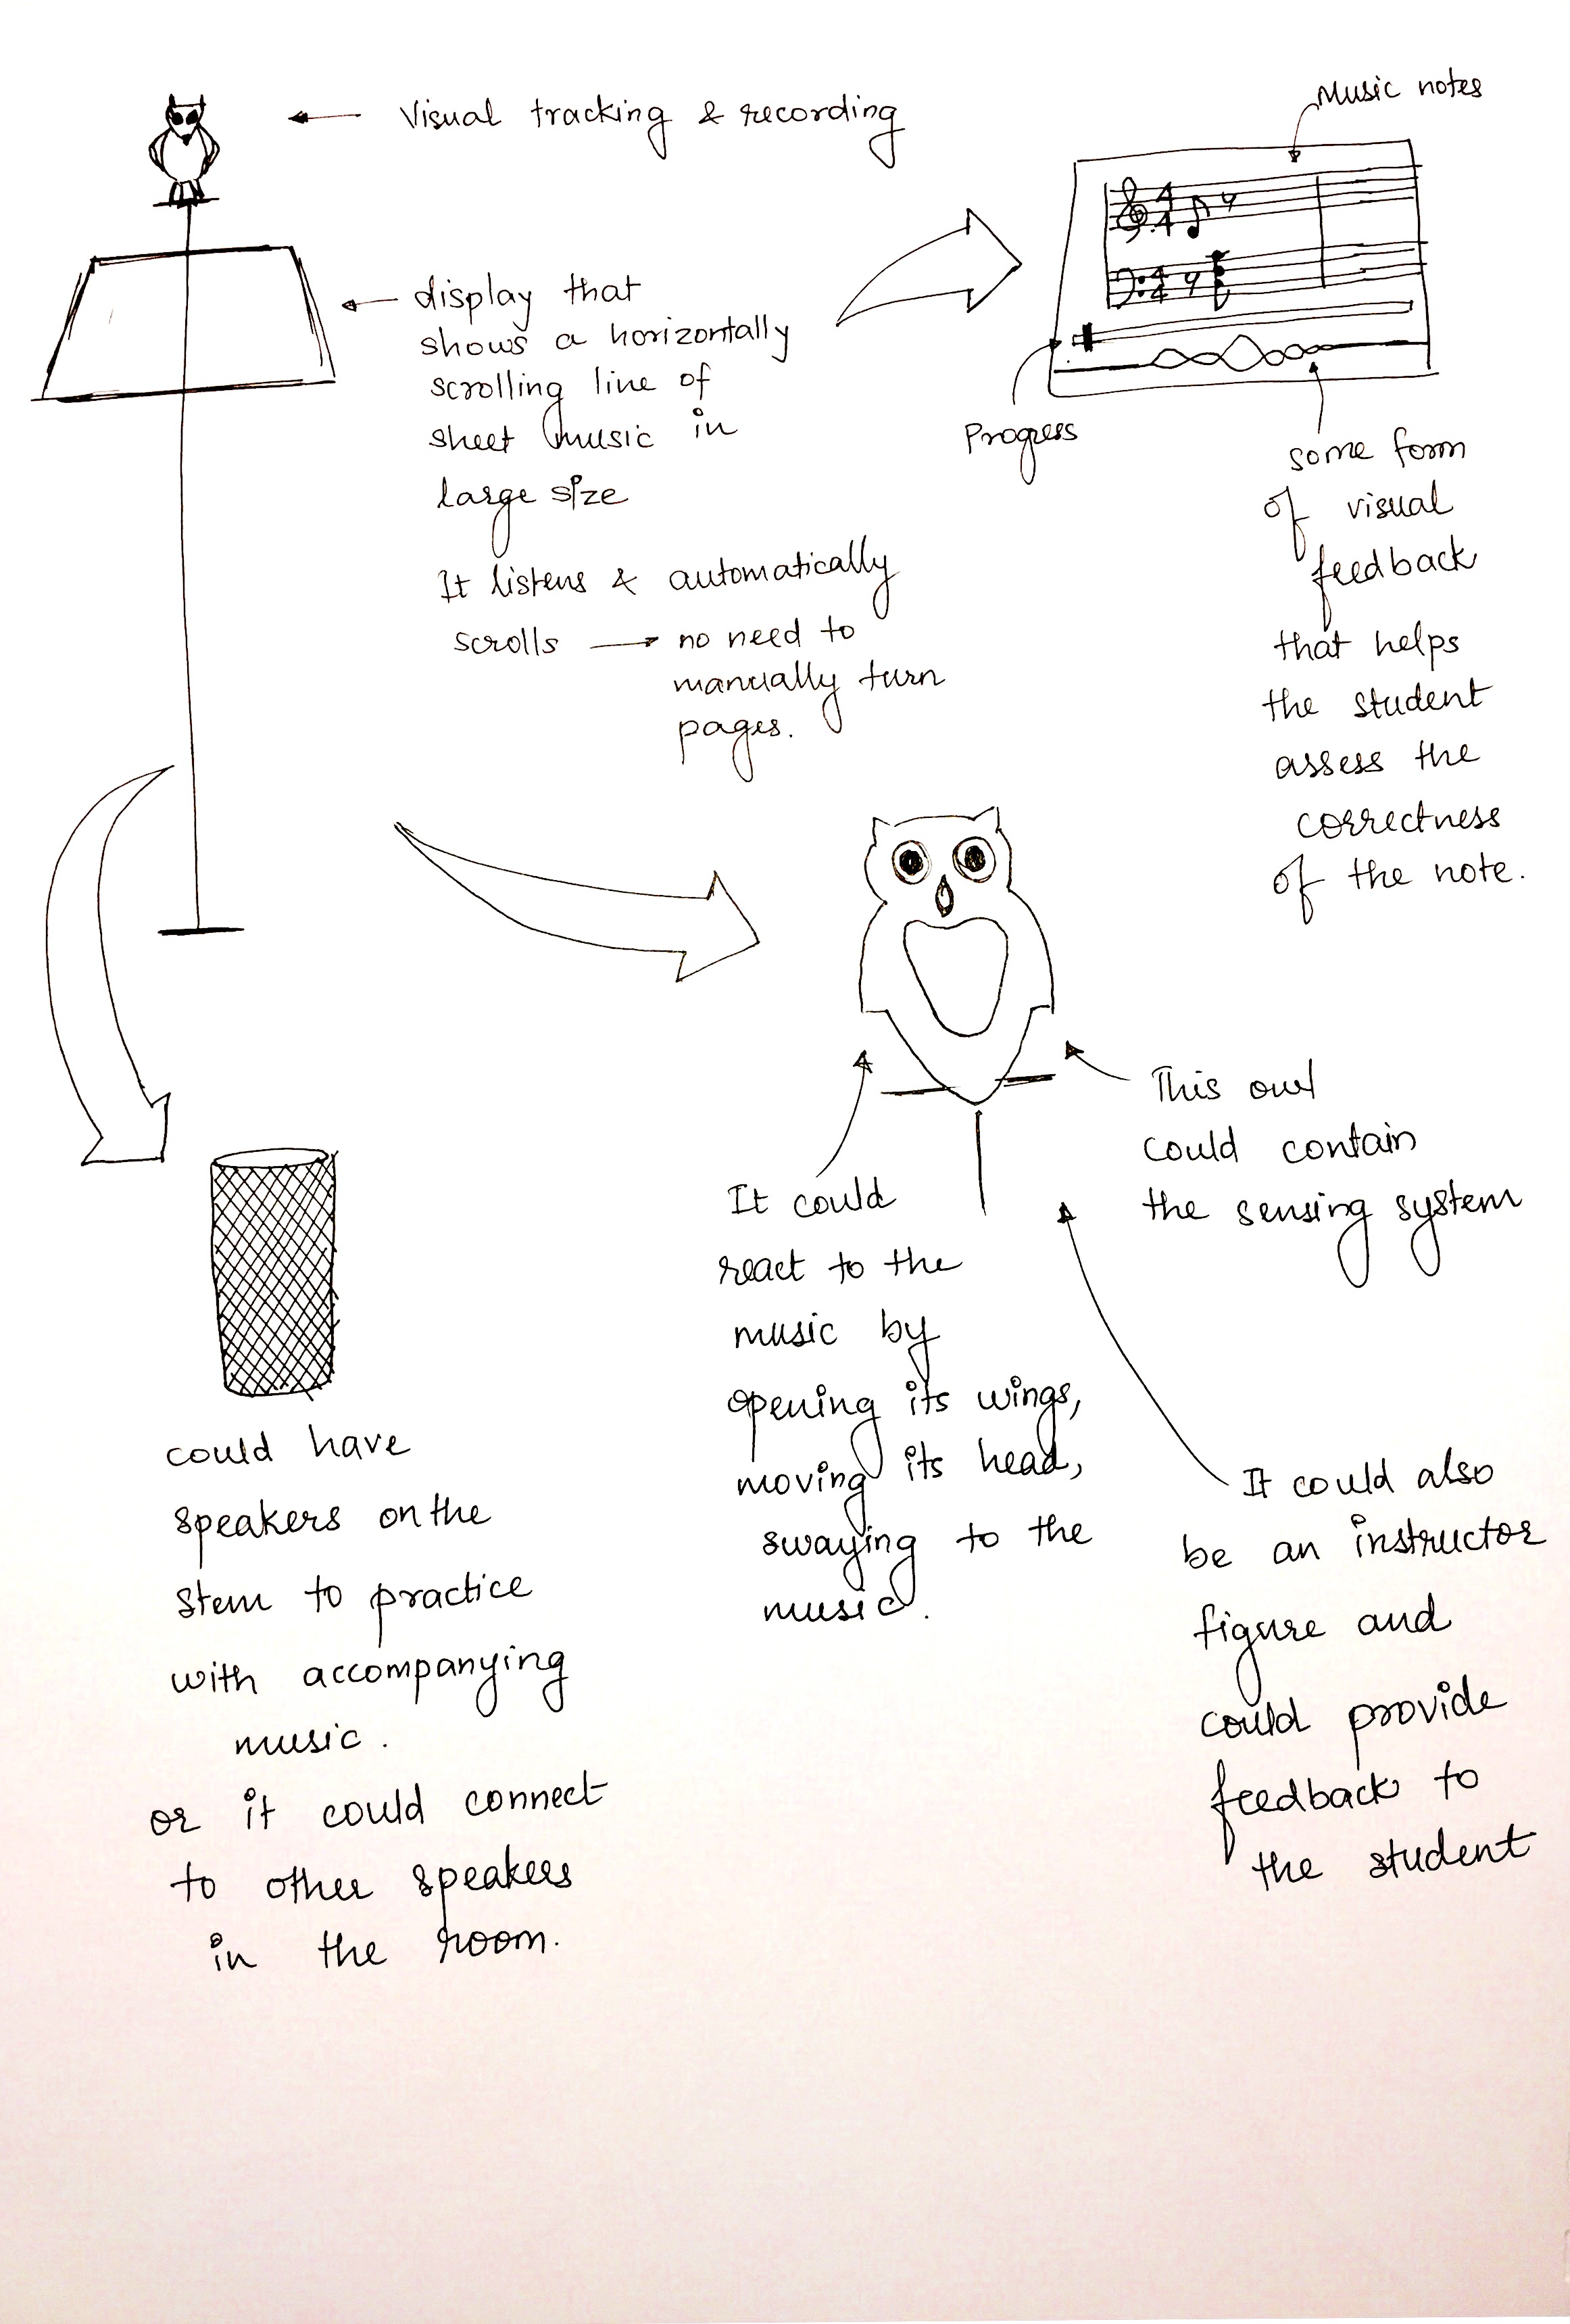 Visual tracking & recording
Music notes
display that
shows a horizontally
scrolling line of
sheet music in
large size
It listens & automatically
scrolls → no need to
manually turn
pages.
4
4
4
4
Progress
some form
of visual
feedback
that helps
the student
assess the
correctness
of the note.
This owl
could contain
the sensing system
It could
react to the
music by
opening its wings,
moving its head,
swaying to the
music.
It could also
be an instructor
figure and
could provide
feedback to
the student
could have
speakers on the
stem to practice
with accompanying
music.
or it could connect
to other speakers
in the room.